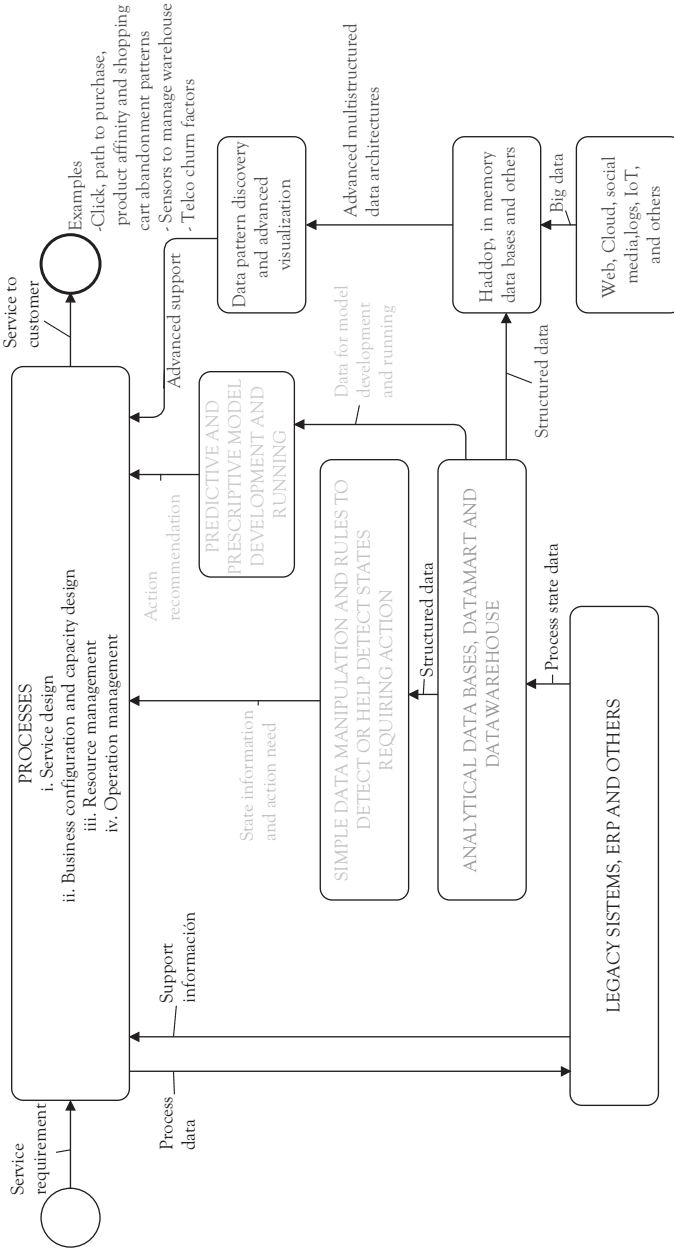 Service
requirement
PROCESSES
i. Service design
ii. Business configuration and capacity design
iii. Resource management
iv. Operation management
Service to
customer
Examples
-Click, path to purchase,
product affinity and shopping
cart abandonment patterns
- Sensors to manage warehouse
- Telco churn factors
Process
data
Support
información
State information
and action need
Action
recommendation
Advanced support
PREDICTIVE AND
PRESCRIPTIVE MODEL
DEVELOPMENT AND
RUNNING
Data pattern discovery
and advanced
visualization
SIMPLE DATA MANIPULATION AND RULES TO
DETECT OR HELP DETECT STATES
REQUIRING ACTION
Data for model
development
and running
Advanced multistructured
data architectures
Structured data
ANALYTICAL DATA BASES, DATAMART AND
DATAWAREHOUSE
Structured data
Haddop, in memory
data bases and others
Process state data
Big data
LEGACY SISTEMS, ERP AND OTHERS
Web, Cloud, social
media,logs, IoT,
and others